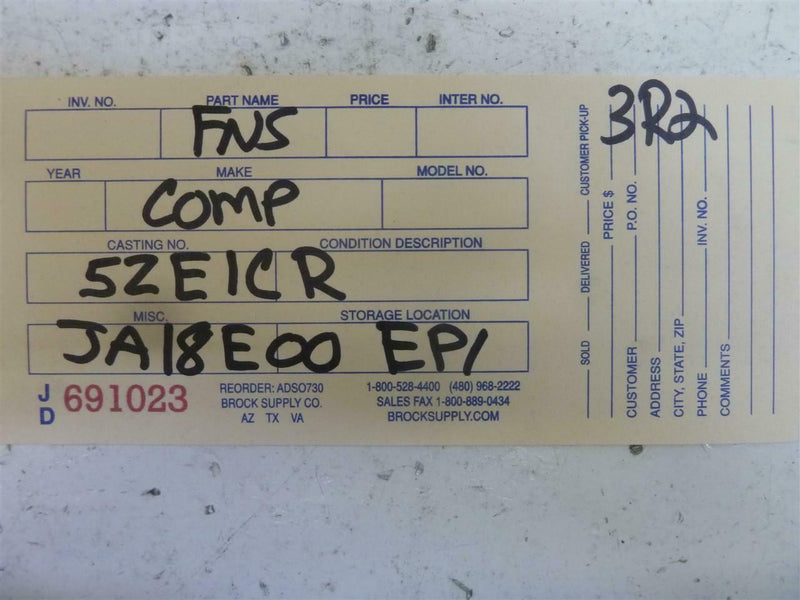 INV. NO. PART NAME PRICE INTER NO.
FNS
YEAR MAKE MODEL NO.
COMP
CASTING NO. CONDITION DESCRIPTION
5ZE1CR
MISC. STORAGE LOCATION
JA18E00 EP1
JD 691023
REORDER: ADSO730
BROCK SUPPLY CO.
AZ TX VA
1-800-528-4400 (480) 968-2222
SALES FAX 1-800-889-0434
BROCKSUPPLY.COM
3R2
SOLD DELIVERED CUSTOMER PICK-UP
PRICE $
CUSTOMER P.O. NO.
ADDRESS
CITY, STATE, ZIP
PHONE INV. NO.
COMMENTS